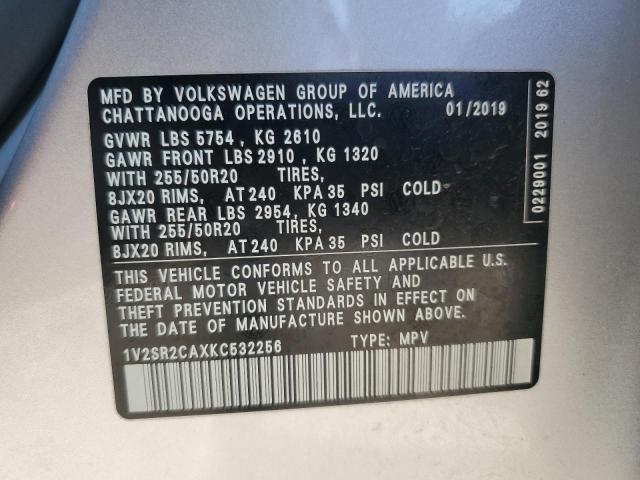 MFD BY VOLKSWAGEN GROUP OF AMERICA
CHATTANOOGA OPERATIONS, LLC. 01/2019
GVWR LBS 5754 , KG 2610
GAWR FRONT LBS 2910 , KG 1320
WITH 255/50R20 TIRES,
8JX20 RIMS, AT 240 KPA 35 PSI COLD
GAWR REAR LBS 2954, KG 1340
WITH 255/50R20 TIRES,
8JX20 RIMS, AT 240 KPA 35 PSI COLD
THIS VEHICLE CONFORMS TO ALL APPLICABLE U.S.
FEDERAL MOTOR VEHICLE SAFETY AND
THEFT PREVENTION STANDARDS IN EFFECT ON
THE DATE OF MANUFACTURE SHOWN ABOVE.
1V2SR2CAXKC532256 TYPE: MPV
0229001 2019 62